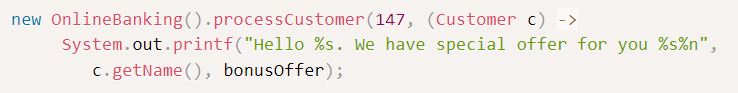 new OnlineBanking().processCustomer(147, (Customer c) ->
System.out.printf("Hello %s. We have special offer for you %s%n",
c.getName(), bonusOffer);